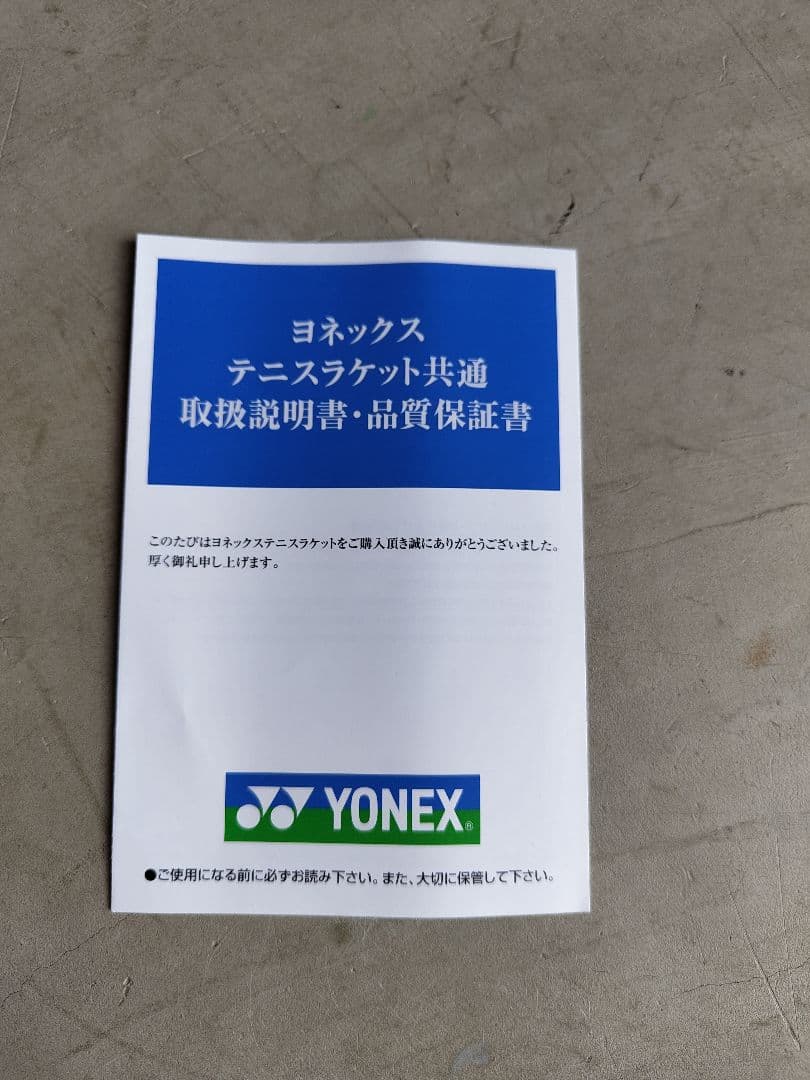 ヨネックス
テニスラケット共通
取扱説明書・品質保証書
このたびはヨネックステニスラケットをご購入頂き誠にありがとうございました。
厚く御礼申し上げます。
YONEX®
●ご使用になる前に必ずお読み下さい。また、大切に保管して下さい。